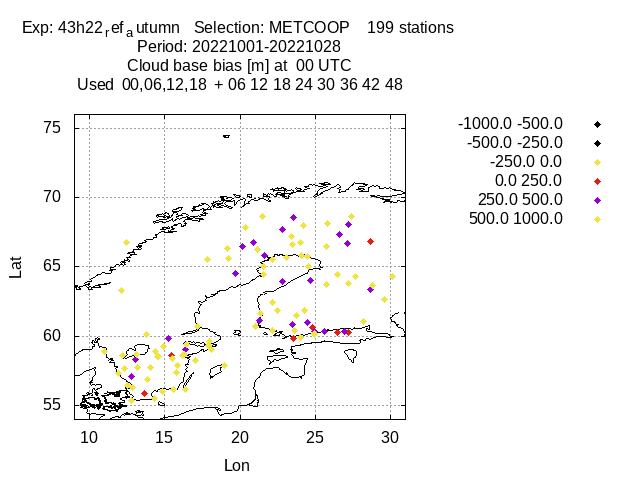 Exp: 43h22ref_autumn   Selection: METCOOP    199 stations
Period: 20221001-20221028
Cloud base bias [m] at  00 UTC
Used  00,06,12,18  + 06 12 18 24 30  36 42 48
-1000.0 -500.0
-500.0 -250.0
-250.0 0.0
0.0 250.0
250.0 500.0
500.0 1000.0
75
70
65
60
55
Lat
10 15 20 25 30
Lon